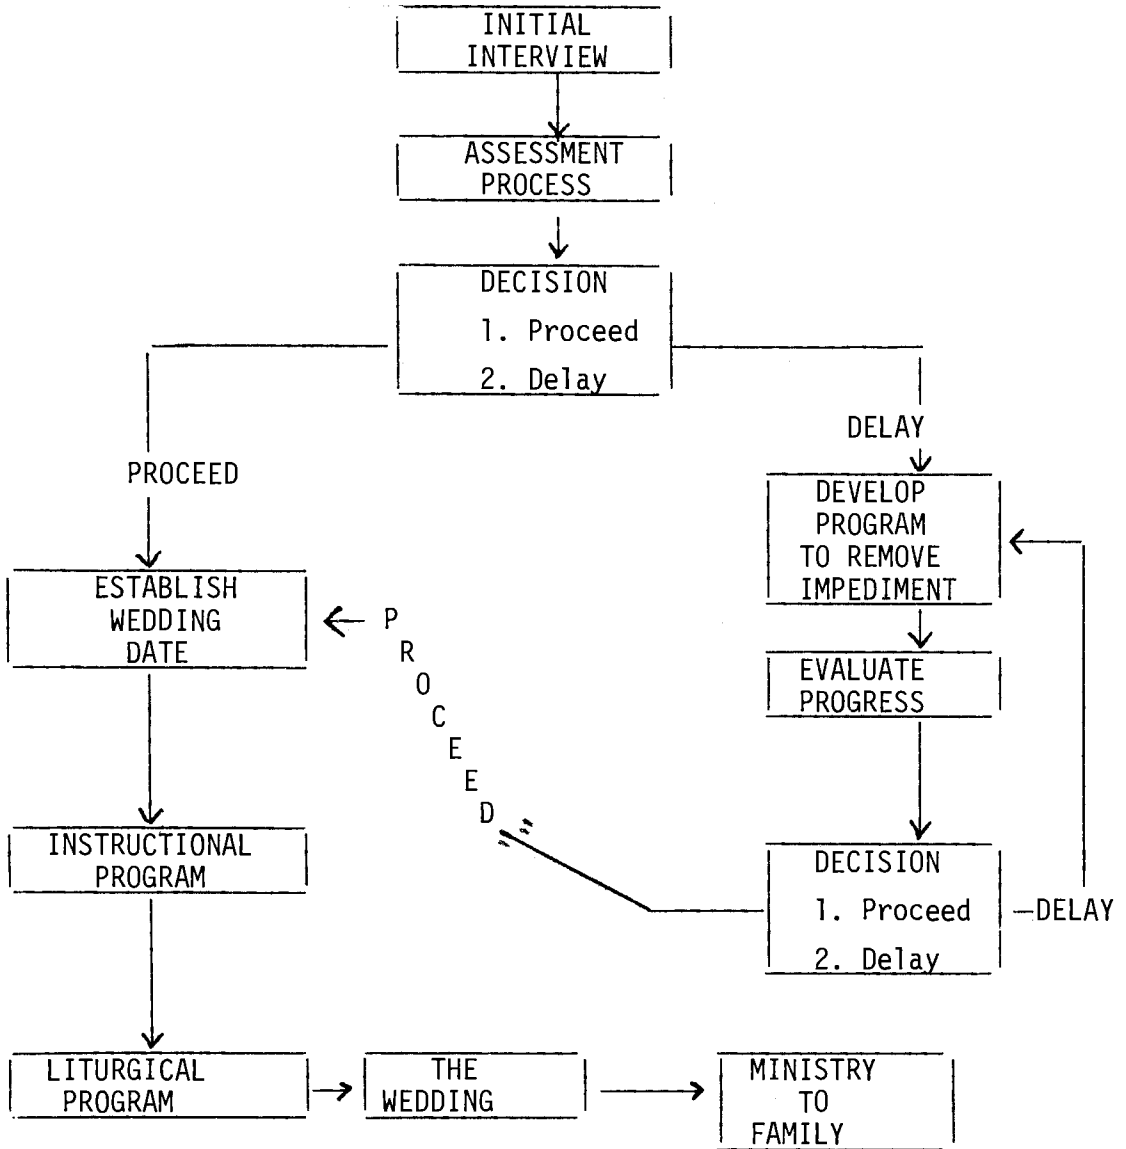 INITIAL
INTERVIEW
ASSESSMENT
PROCESS
DECISION
1. Proceed
2. Delay
PROCEED
DELAY
DEVELOP
PROGRAM
TO REMOVE
IMPEDIMENT
ESTABLISH
WEDDING
DATE
PROCEED
EVALUATE
PROGRESS
INSTRUCTIONAL
PROGRAM
DECISION
1. Proceed
2. Delay
DELAY
LITURGICAL
PROGRAM
THE
WEDDING
MINISTRY
TO
FAMILY